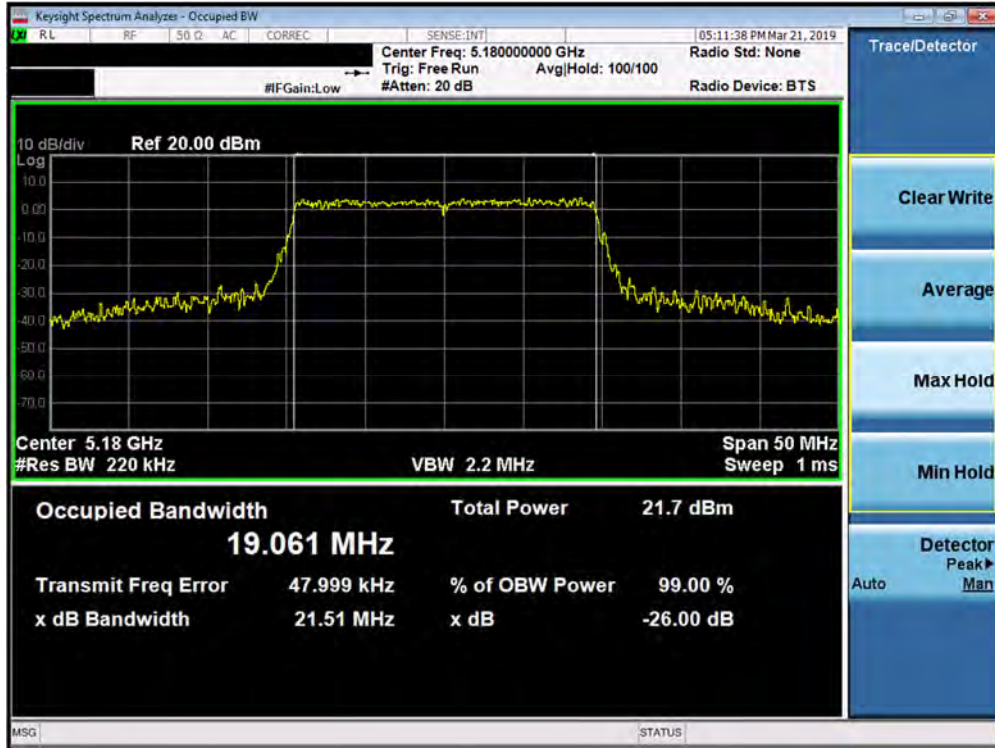 Keysight Spectrum Analyzer - Occupied BW
LXI RL RF 50 Ω AC CORREC SENSE:INT 05:11:38 PM Mar 21, 2019
Center Freq: 5.180000000 GHz Radio Std: None
Trig: Free Run Avg|Hold: 100/100
#IFGain:Low #Atten: 20 dB Radio Device: BTS
Trace/Detector
10 dB/div Ref 20.00 dBm
Log
10.0
0.00
-10.0
-20.0
-30.0
-40.0
-50.0
-60.0
-70.0
Center 5.18 GHz Span 50 MHz
#Res BW 220 kHz VBW 2.2 MHz Sweep 1 ms
Occupied Bandwidth Total Power 21.7 dBm
19.061 MHz
Transmit Freq Error 47.999 kHz % of OBW Power 99.00 %
x dB Bandwidth 21.51 MHz x dB -26.00 dB
Clear Write
Average
Max Hold
Min Hold
Detector
Peak▶
Auto Man
MSG STATUS